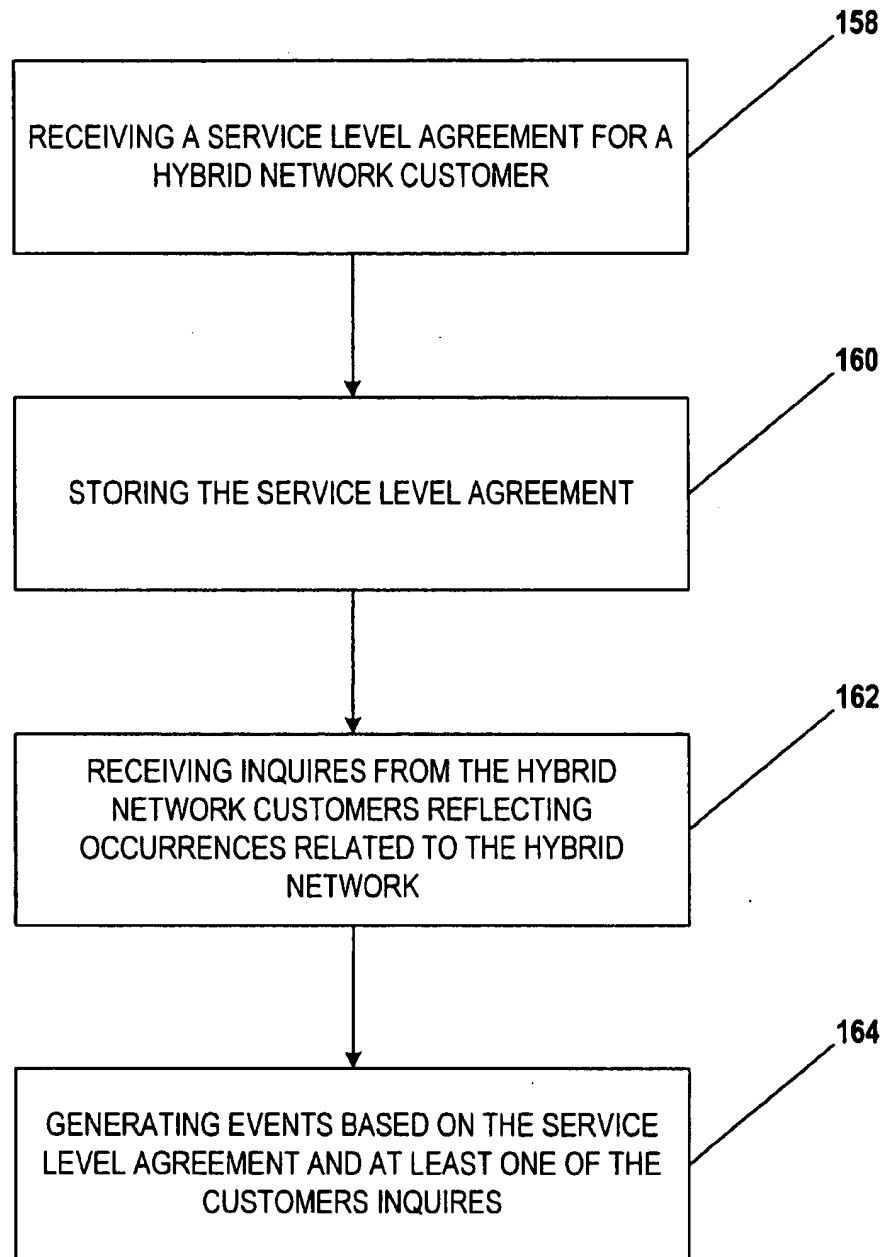 158
RECEIVING A SERVICE LEVEL AGREEMENT FOR A
HYBRID NETWORK CUSTOMER
160
STORING THE SERVICE LEVEL AGREEMENT
162
RECEIVING INQUIRES FROM THE HYBRID
NETWORK CUSTOMERS REFLECTING
OCCURRENCES RELATED TO THE HYBRID
NETWORK
164
GENERATING EVENTS BASED ON THE SERVICE
LEVEL AGREEMENT AND AT LEAST ONE OF THE
CUSTOMERS INQUIRES